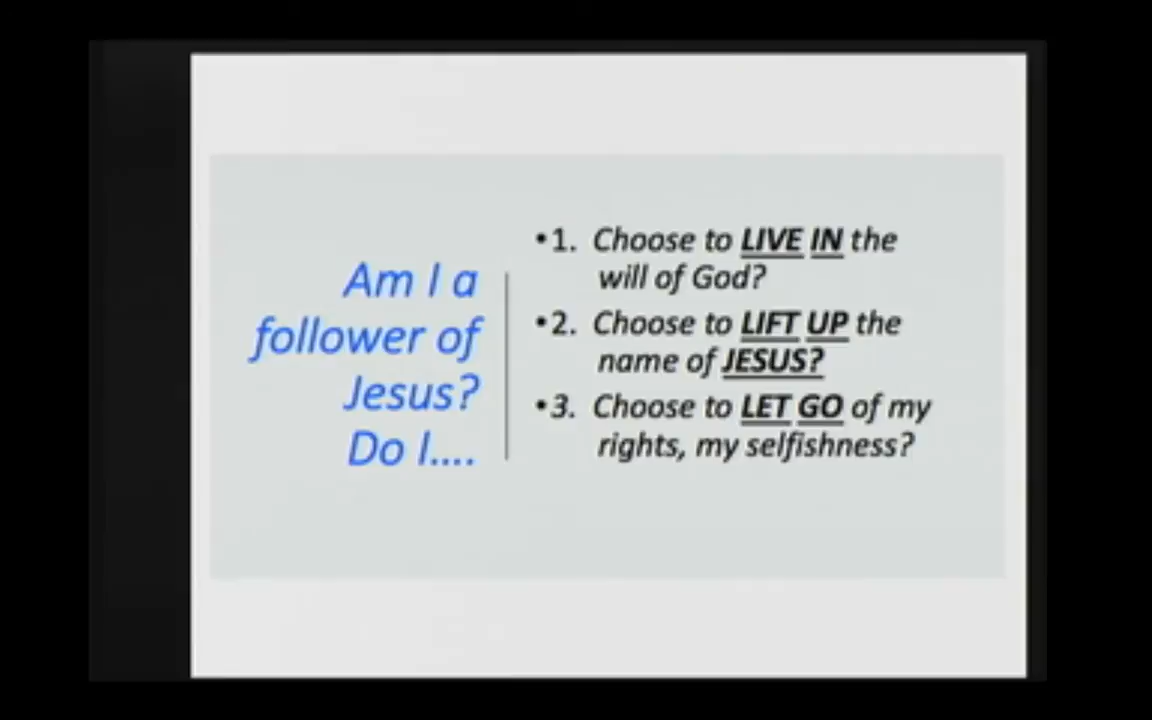 Am I a
follower of
Jesus?
Do I....
•1. Choose to LIVE IN the
will of God?
•2. Choose to LIFT UP the
name of JESUS?
•3. Choose to LET GO of my
rights, my selfishness?